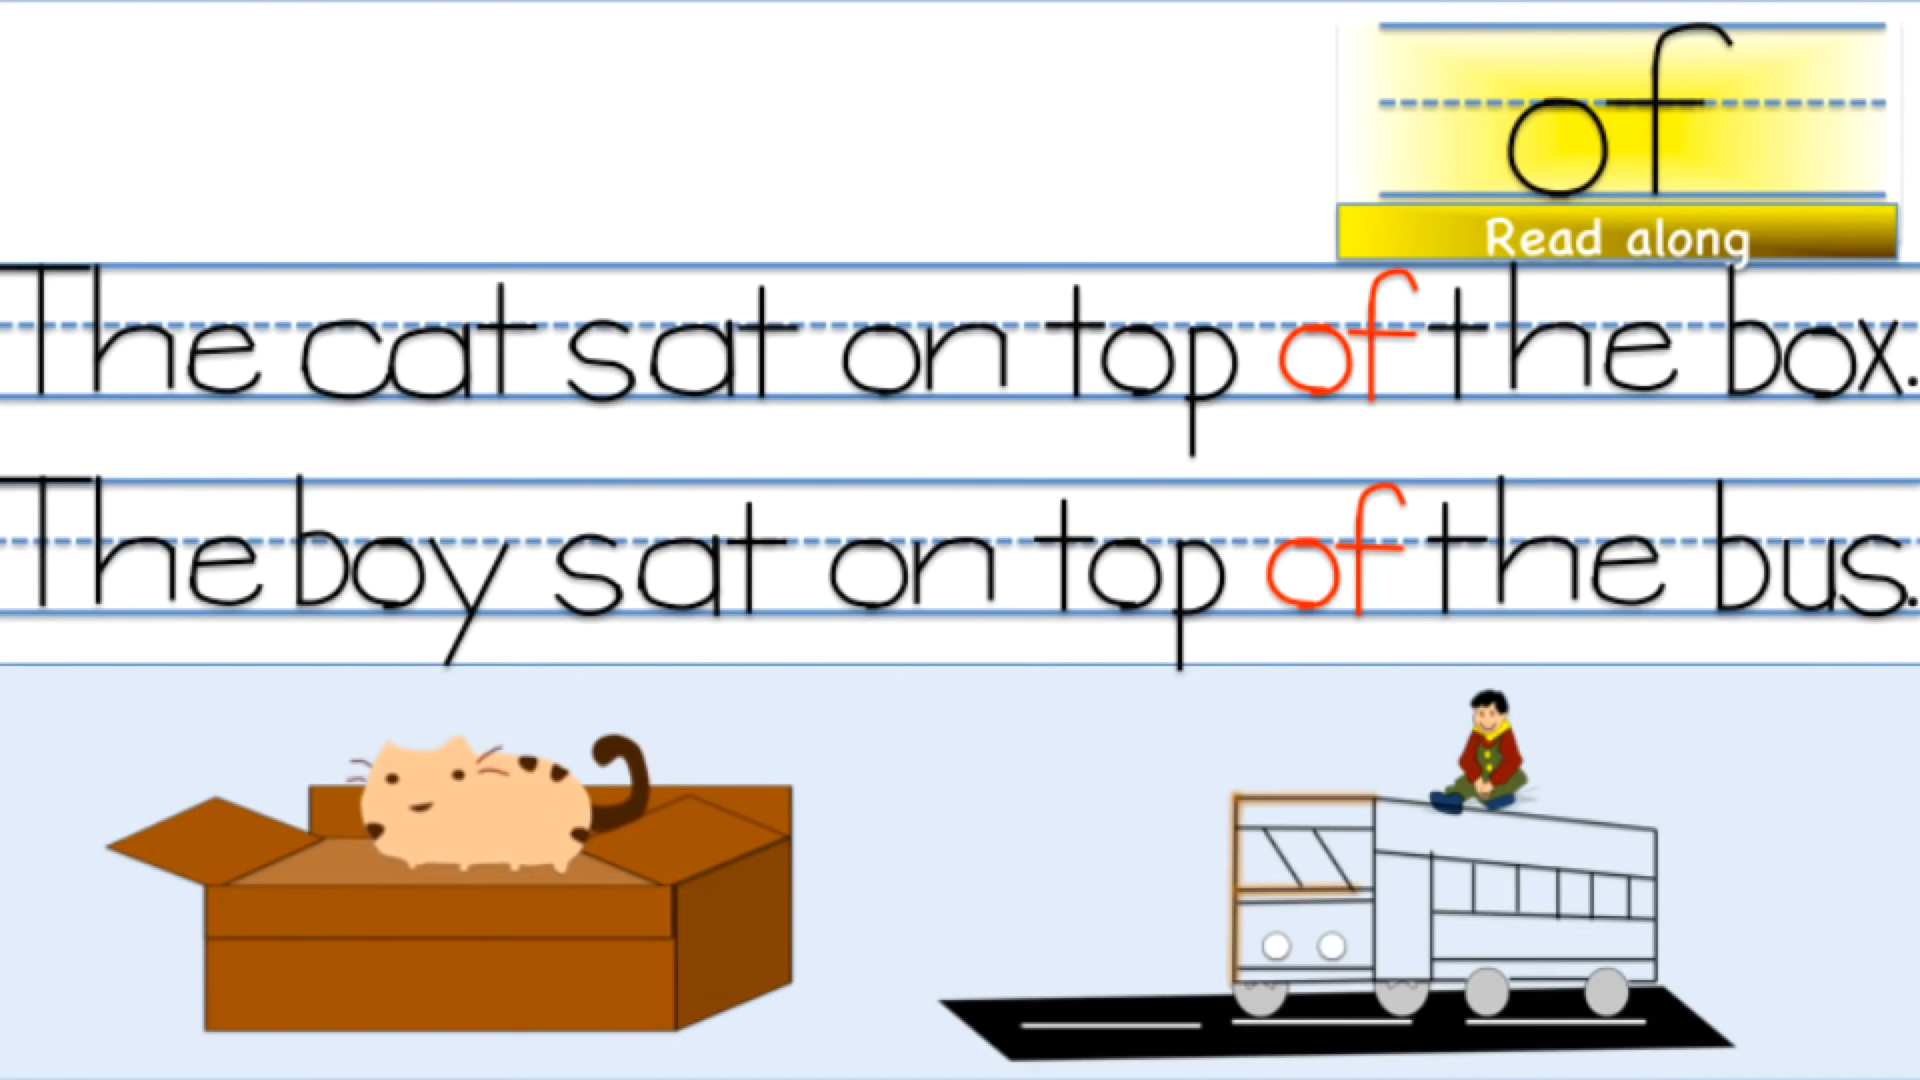 of
Read along
The cat sat on top of the box.
The boy sat on top of the bus.